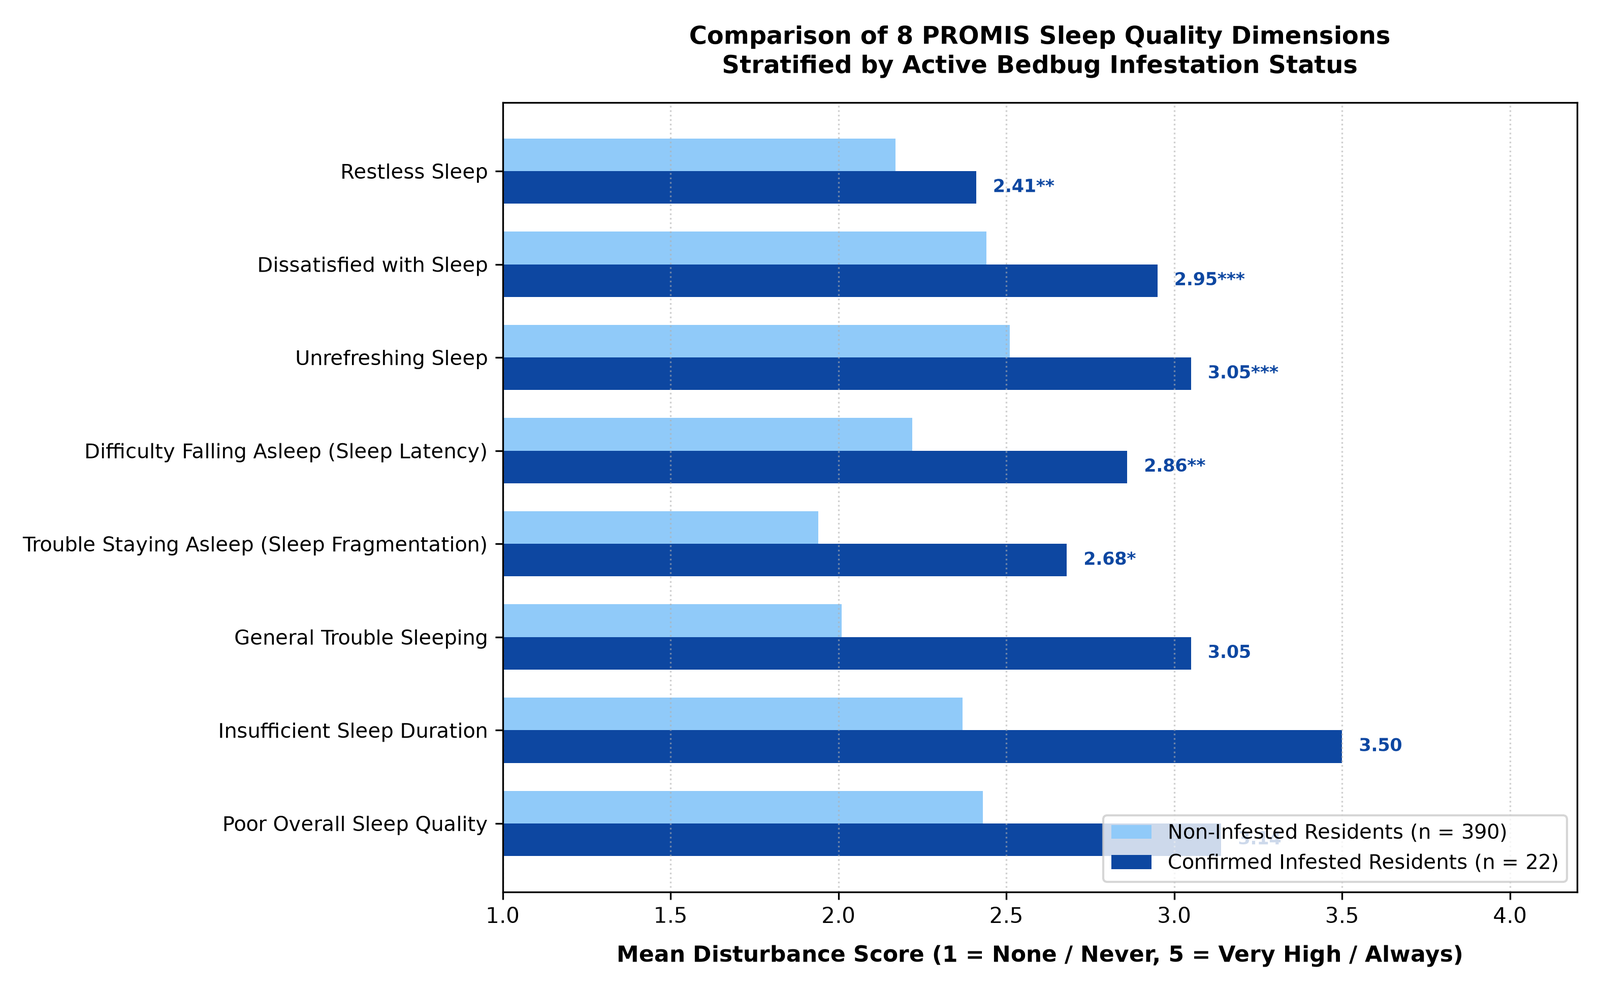 Comparison of 8 PROMIS Sleep Quality Dimensions
Stratified by Active Bedbug Infestation Status
Restless Sleep
2.41**
Dissatisfied with Sleep
2.95***
Unrefreshing Sleep
3.05***
Difficulty Falling Asleep (Sleep Latency)
2.86**
Trouble Staying Asleep (Sleep Fragmentation)
2.68*
General Trouble Sleeping
3.05
Insufficient Sleep Duration
3.50
Poor Overall Sleep Quality
3.14
Non-Infested Residents (n = 390)
Confirmed Infested Residents (n = 22)
1.0 1.5 2.0 2.5 3.0 3.5 4.0
Mean Disturbance Score (1 = None / Never, 5 = Very High / Always)